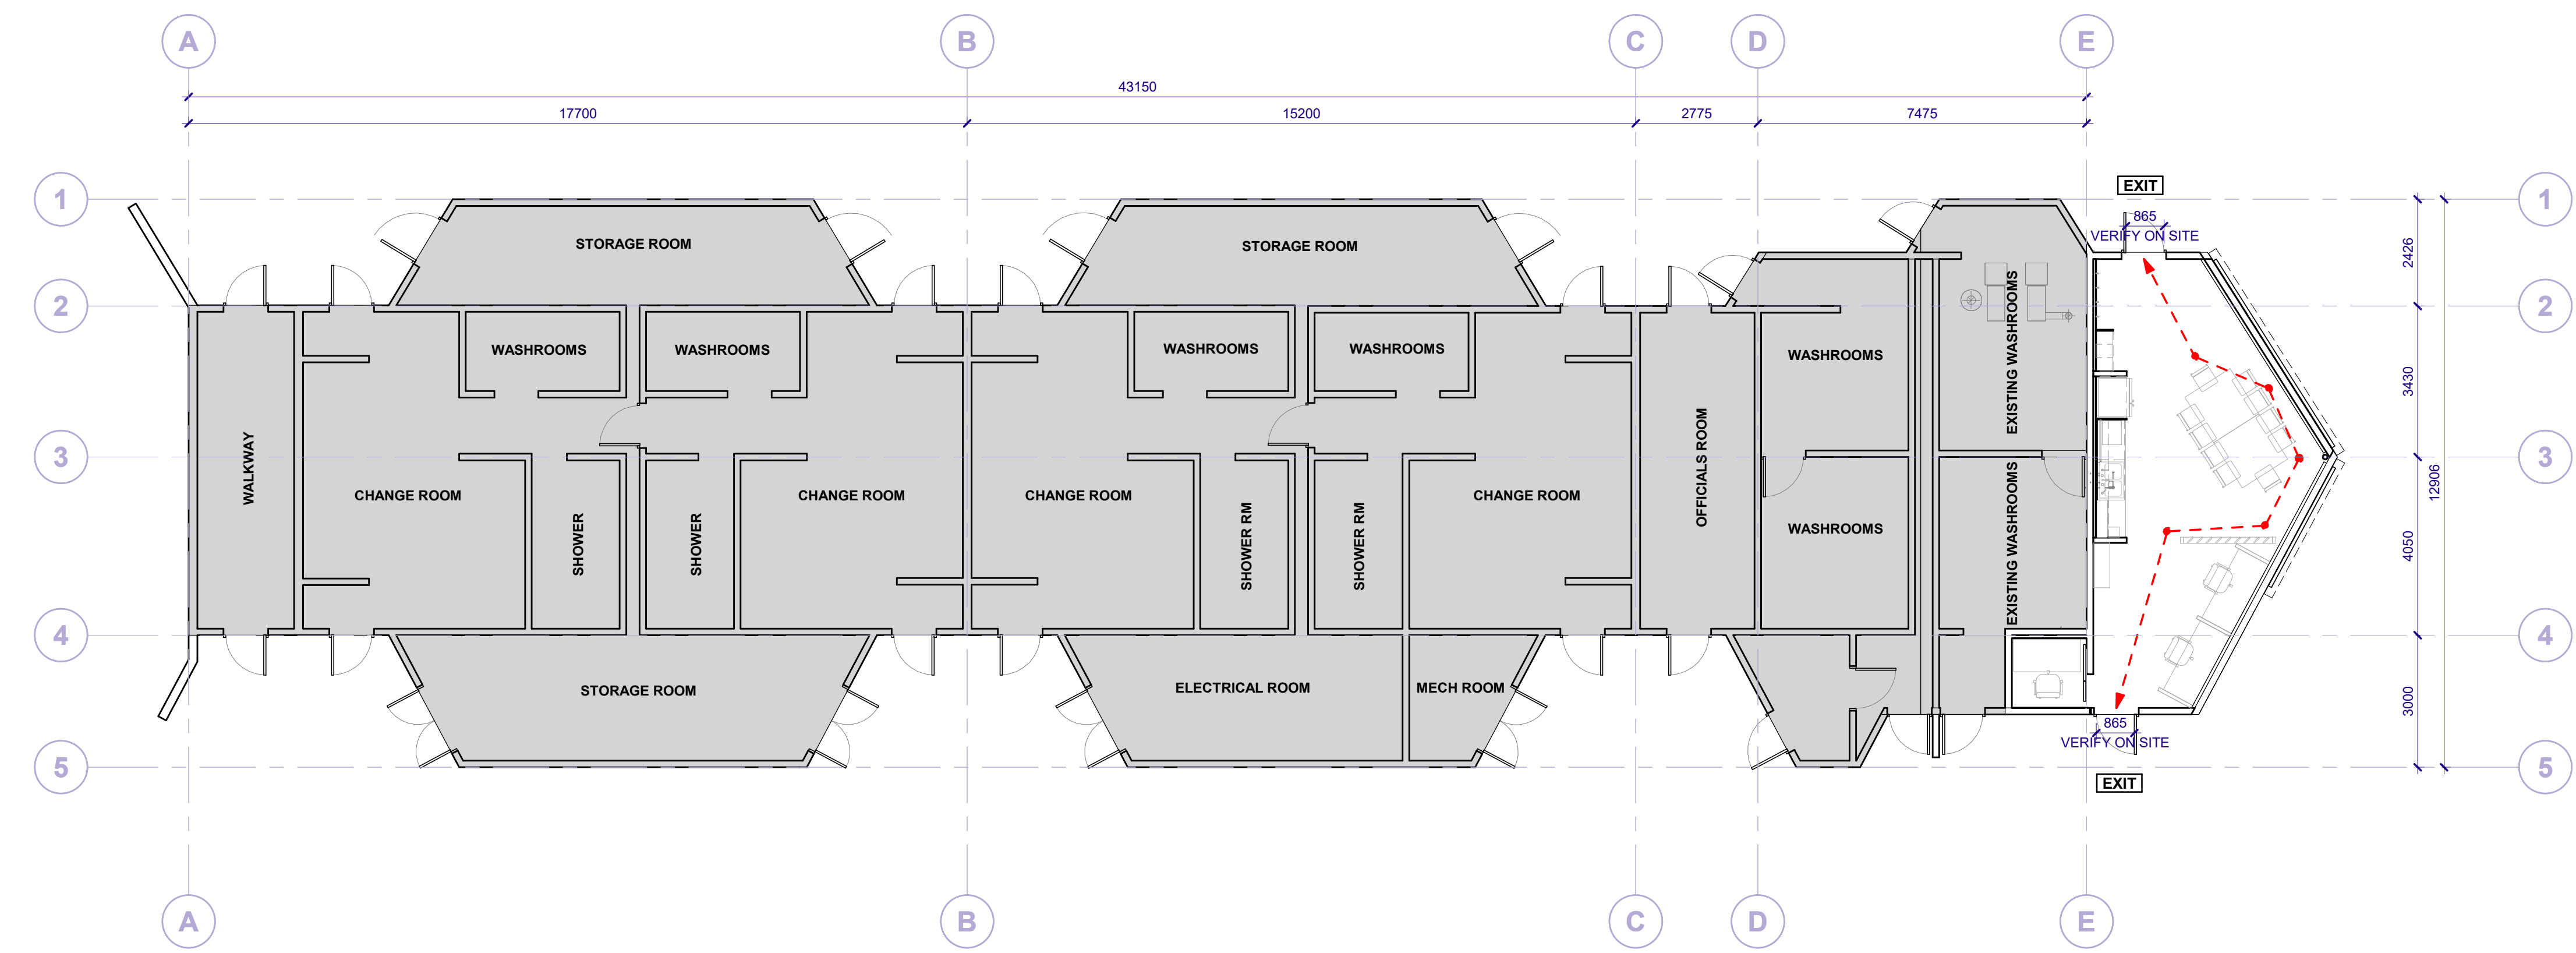 A B C D E
43150
17700 15200 2775 7475
EXIT
1 1
865
VERIFY ON SITE
STORAGE ROOM STORAGE ROOM
2426
2 2
WASHROOMS WASHROOMS WASHROOMS WASHROOMS WASHROOMS
EXISTING WASHROOMS
3430
3 3
WALKWAY
OFFICIALS ROOM
12906
CHANGE ROOM CHANGE ROOM CHANGE ROOM CHANGE ROOM
WASHROOMS
SHOWER SHOWER SHOWER RM SHOWER RM
EXISTING WASHROOMS
4050
4 4
STORAGE ROOM ELECTRICAL ROOM MECH ROOM
3000
865
VERIFY ON SITE
5 5
EXIT
A B C D E